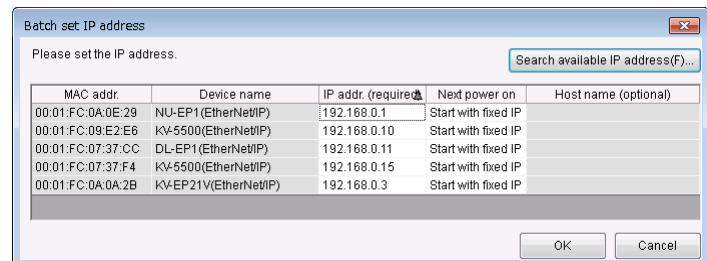 Batch set IP address
Please set the IP address.
Search available IP address(F)...
MAC addr. Device name IP addr. (required) Next power on Host name (optional)
00:01:FC:0A:0E:29 NU-EP1(EtherNet/IP) 192.168.0.1 Start with fixed IP
00:01:FC:09:E2:E6 KV-5500(EtherNet/IP) 192.168.0.10 Start with fixed IP
00:01:FC:07:37:CC DL-EP1(EtherNet/IP) 192.168.0.11 Start with fixed IP
00:01:FC:07:37:F4 KV-5500(EtherNet/IP) 192.168.0.15 Start with fixed IP
00:01:FC:0A:0A:2B KV-EP21V(EtherNet/IP) 192.168.0.3 Start with fixed IP
OK Cancel